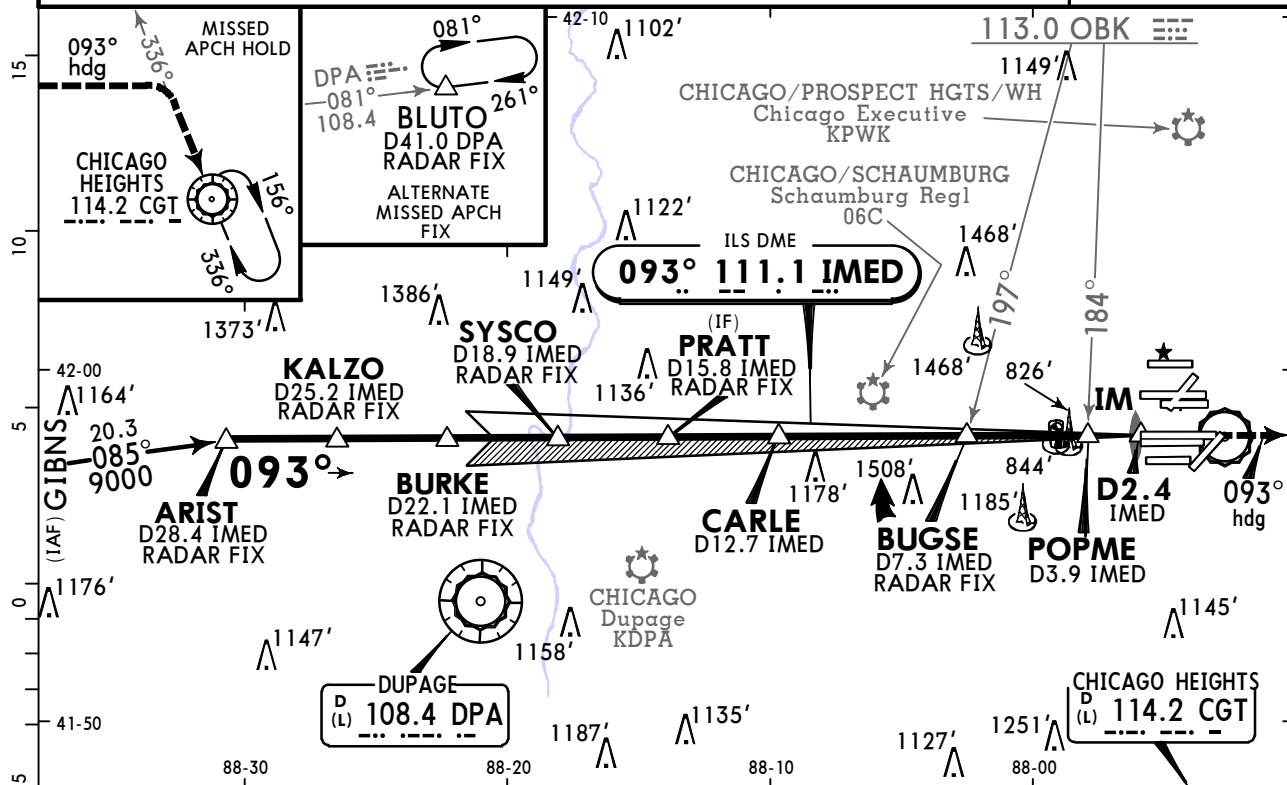 MISSED
APCH HOLD
093°
hdg
336°
CHICAGO
HEIGHTS
114.2 CGT
156°
336°
081°
DPA
081°
108.4
261°
BLUTO
D41.0 DPA
RADAR FIX
ALTERNATE
MISSED APCH
FIX
42-10
1102'
113.0 OBK
1149'
CHICAGO/PROSPECT HGTS/WH
Chicago Executive
KPWK
CHICAGO/SCHAUMBURG
Schaumburg Regl
06C
15
10
5
0
5
1122'
1468'
ILS DME
093° 111.1 IMED
197°
184°
1373'
1386'
1149'
42-00
1164'
KALZO
D25.2 IMED
RADAR FIX
SYSCO
D18.9 IMED
RADAR FIX
1136'
(IF)
PRATT
D15.8 IMED
RADAR FIX
1468'
826'
IM
(IAF) GIBNS
20.3
085°
9000
093°
ARIST
D28.4 IMED
RADAR FIX
BURKE
D22.1 IMED
RADAR FIX
CARLE
D12.7 IMED
1178'
1508'
BUGSE
D7.3 IMED
RADAR FIX
844'
1185'
POPME
D3.9 IMED
D2.4
IMED
093°
hdg
1176'
1147'
1158'
CHICAGO
Dupage
KDPA
1145'
DUPAGE
D
(L)
108.4 DPA
CHICAGO HEIGHTS
D
(L)
114.2 CGT
41-50
1187'
1135'
1127'
1251'
88-30
88-20
88-10
88-00